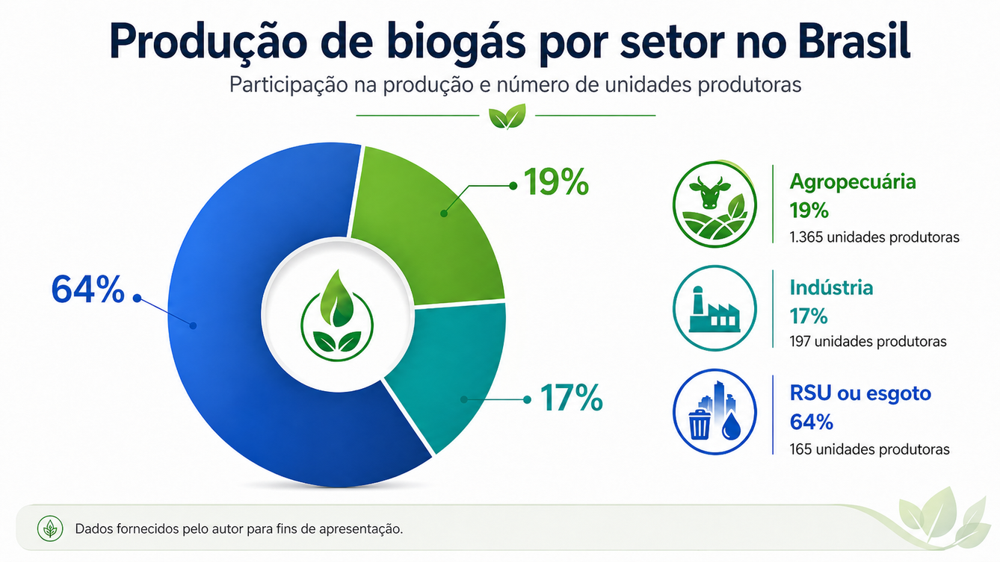 Produção de biogás por setor no Brasil
Participação na produção e número de unidades produtoras
19%
64%
17%
Agropecuária
19%
1.365 unidades produtoras
Indústria
17%
197 unidades produtoras
RSU ou esgoto
64%
165 unidades produtoras
Dados fornecidos pelo autor para fins de apresentação.